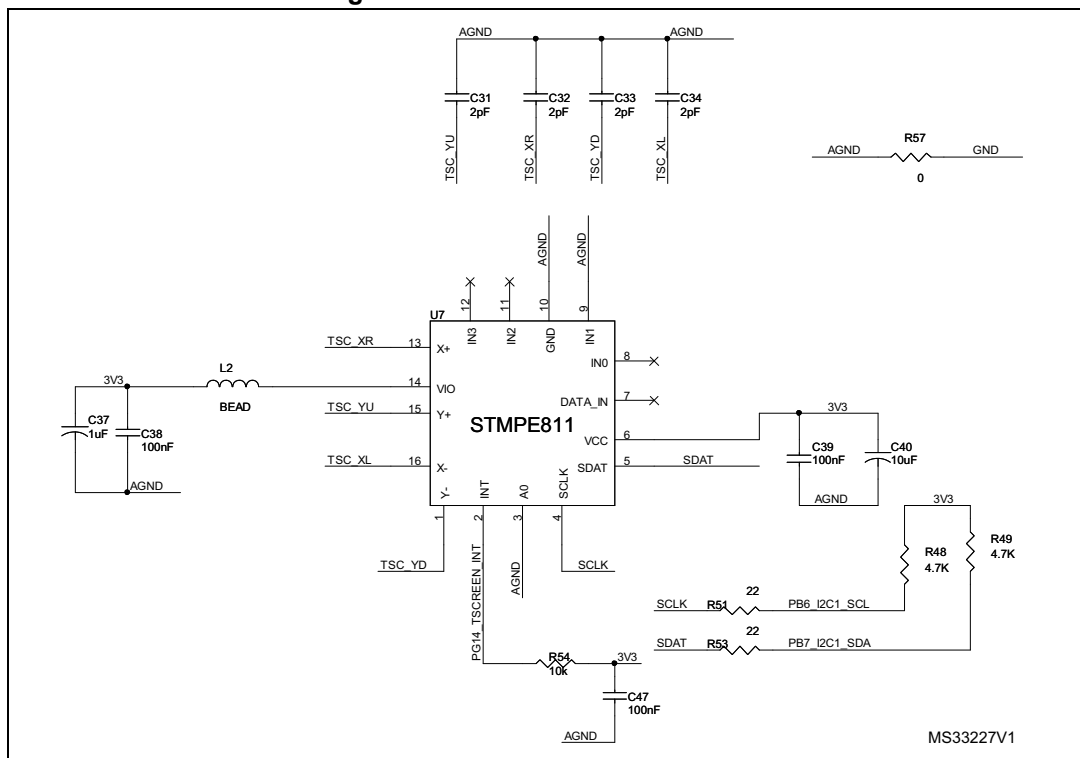 AGND AGND
C31 C32 C33 C34
2pF 2pF 2pF 2pF
TSC_YU TSC_XR TSC_YD TSC_XL
R57
AGND GND
0
AGND AGND
12 11 10 9
U7
IN3 IN2 GND IN1
TSC_XR 13 X+
IN0 8
L2
3V3
14 VIO
BEAD
DATA_IN 7
TSC_YU 15 Y+
C37
1uF
C38
100nF
STMPE811
3V3
VCC 6
C39
100nF
C40
10uF
TSC_XL 16 X-
SDAT 5 SDAT
AGND
AGND
Y- INT A0 SCLK
1 2 3 4
3V3
R48
4.7K
R49
4.7K
TSC_YD
PG14_TSCREEN_INT
AGND
SCLK
22
SCLK R51 PB6_I2C1_SCL
22
SDAT R53 PB7_I2C1_SDA
R54
10k
3V3
C47
100nF
AGND
MS33227V1